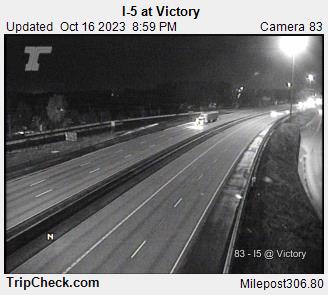 I-5 at Victory
Updated Oct 16 2023 8:59 PM Camera 83
T
N
83 - I5 @ Victory
TripCheck.com Milepost306.80